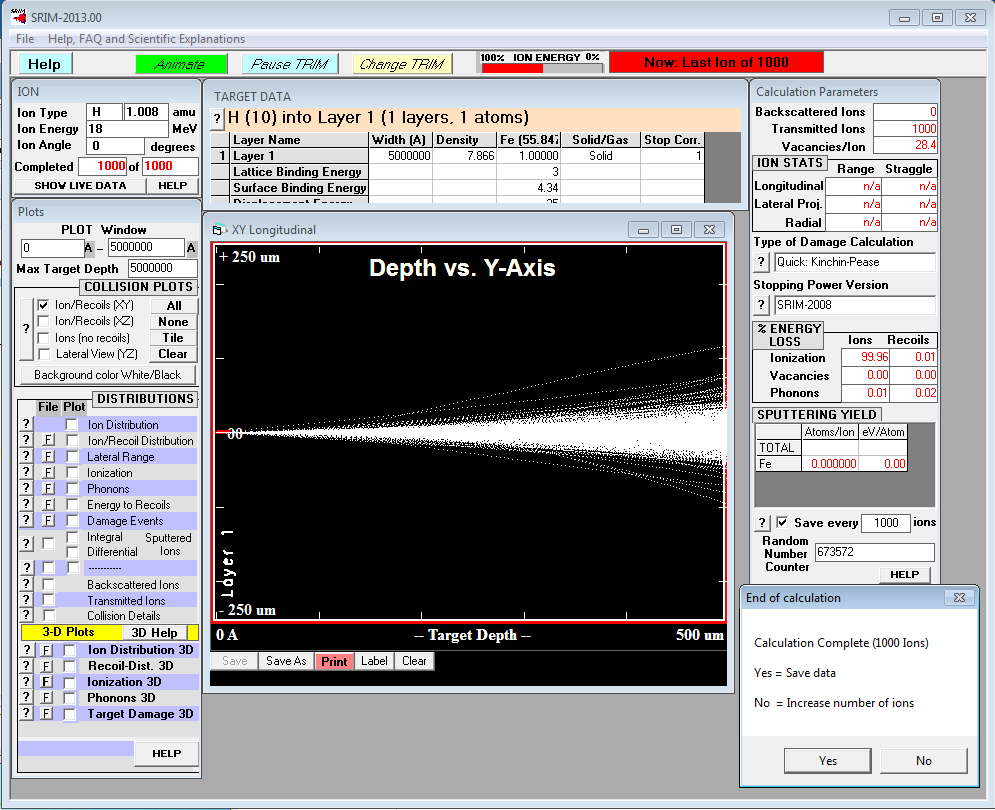 SRIM-2013.00
File Help, FAQ and Scientific Explanations
Help Animate Pause TRIM Change TRIM 100% ION ENERGY 0% Now: Last Ion of 1000
ION
Ion Type H 1.008 amu
Ion Energy 18 MeV
Ion Angle 0 degrees
Completed 1000 of 1000
SHOW LIVE DATA HELP
TARGET DATA
? H (10) into Layer 1 (1 layers, 1 atoms)
Layer Name Width (A) Density Fe (55.847 Solid/Gas Stop Corr.
1 Layer 1 5000000 7.866 1.00000 Solid 1
Lattice Binding Energy 3
Surface Binding Energy 4.34
Displacement Energy 25
Calculation Parameters
Backscattered Ions 0
Transmitted Ions 1000
Vacancies/Ion 28.4
ION STATS Range Straggle
Longitudinal n/a n/a
Lateral Proj. n/a n/a
Radial n/a n/a
Type of Damage Calculation
? Quick: Kinchin-Pease
Stopping Power Version
? SRIM-2008
% ENERGY LOSS Ions Recoils
Ionization 99.96 0.01
Vacancies 0.00 0.00
Phonons 0.01 0.02
SPUTTERING YIELD
Atoms/Ion eV/Atom
TOTAL
Fe 0.000000 0.00
? Save every 1000 ions
Random Number Counter 673572
HELP
Plots
PLOT Window
0 A - 5000000 A
Max Target Depth 5000000
COLLISION PLOTS
?
Ion/Recoils (XY) All
Ion/Recoils (XZ) None
Ions (no recoils) Tile
Lateral View (YZ) Clear
Background color White/Black
DISTRIBUTIONS
File Plot
? Ion Distribution
? F Ion/Recoil Distribution
? F Lateral Range
? F Ionization
? F Phonons
? F Energy to Recoils
? F Damage Events
? Integral Sputtered
Differential Ions
? -----------
? Backscattered Ions
? Transmitted Ions
? Collision Details
3-D Plots 3D Help
? F Ion Distribution 3D
? F Recoil-Dist. 3D
? F Ionization 3D
? F Phonons 3D
? F Target Damage 3D
HELP
XY Longitudinal
+ 250 um
Depth vs. Y-Axis
00
Layer 1
- 250 um
0 A -- Target Depth -- 500 um
Save Save As Print Label Clear
End of calculation
Calculation Complete (1000 Ions)
Yes = Save data
No = Increase number of ions
Yes No